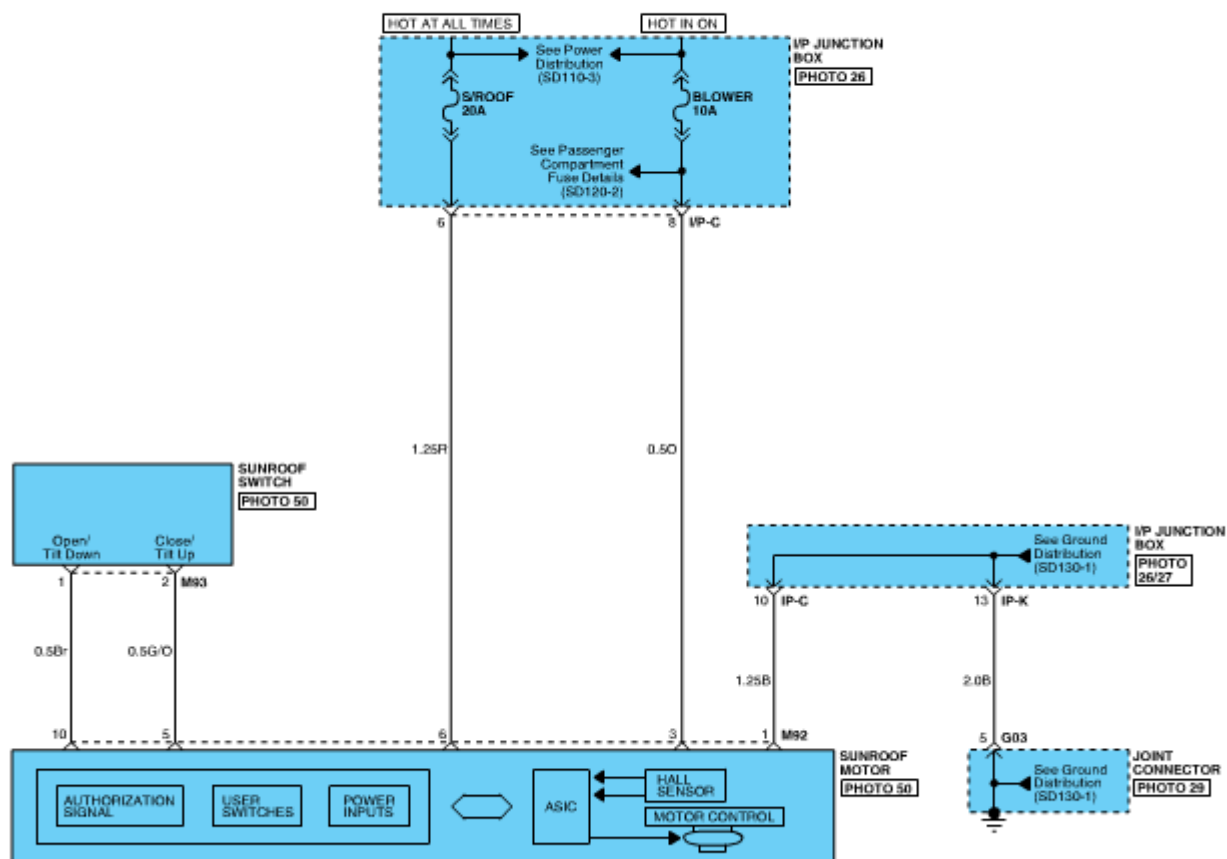 HOT AT ALL TIMES
HOT IN ON
I/P JUNCTION
BOX
PHOTO 26
See Power
Distribution
(SD110-3)
S/ROOF
20A
BLOWER
10A
See Passenger
Compartment
Fuse Details
(SD120-2)
6
8
I/P-C
1.25R
0.5O
SUNROOF
SWITCH
PHOTO 50
Open/
Tilt Down
Close/
Tilt Up
1
2
M93
0.5Br
0.5G/O
See Ground
Distribution
(SD130-1)
I/P JUNCTION
BOX
PHOTO
26/27
10
IP-C
13
IP-K
1.25B
2.0B
10
5
6
3
1
M92
5
G03
SUNROOF
MOTOR
PHOTO 50
See Ground
Distribution
(SD130-1)
JOINT
CONNECTOR
PHOTO 29
AUTHORIZATION
SIGNAL
USER
SWITCHES
POWER
INPUTS
ASIC
HALL
SENSOR
MOTOR CONTROL